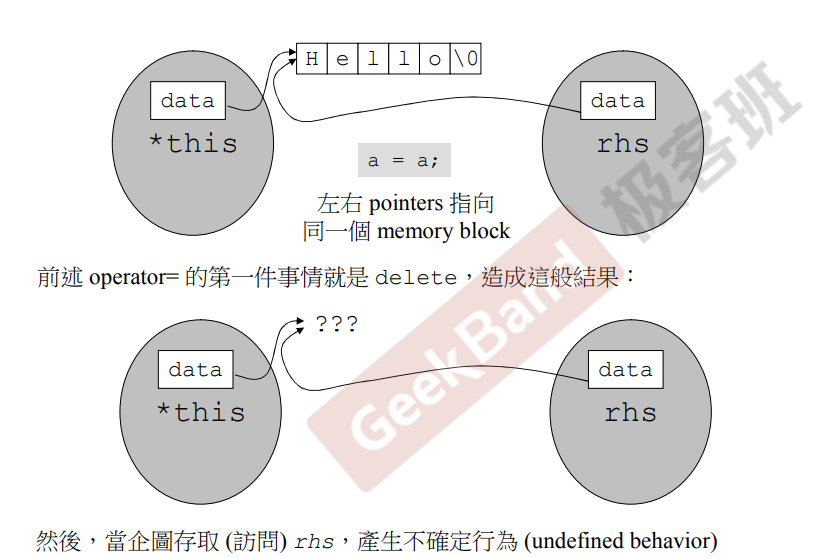 H e l l o \0
data
data
*this
rhs
a = a;
左右 pointers 指向
同一個 memory block
前述 operator= 的第一件事情就是 delete，造成這般結果：
???
data
data
*this
rhs
然後，當企圖存取 (訪問) rhs，產生不確定行為 (undefined behavior)
GeekBand 极客班